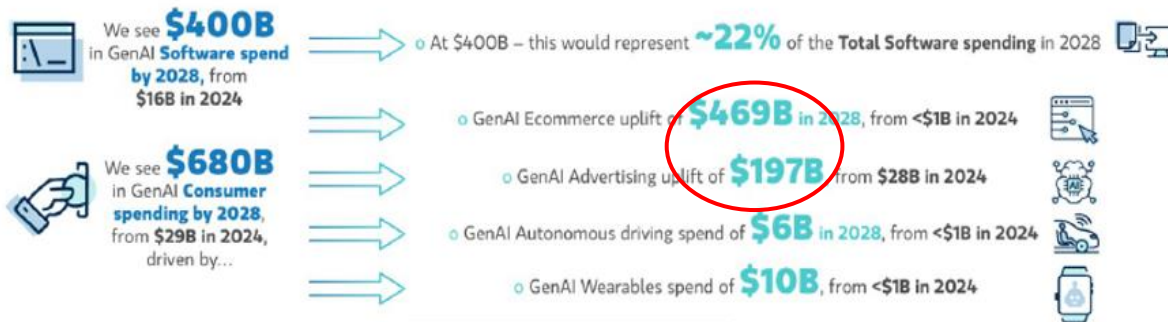 We see $400B
in GenAI Software spend
by 2028, from
$16B in 2024
o At $400B – this would represent ~22% of the Total Software spending in 2028
We see $680B
in GenAI Consumer
spending by 2028,
from $29B in 2024,
driven by...
o GenAI Ecommerce uplift of $469B in 2028, from <$1B in 2024
o GenAI Advertising uplift of $197B from $28B in 2024
o GenAI Autonomous driving spend of $6B in 2028, from <$1B in 2024
o GenAI Wearables spend of $10B, from <$1B in 2024
AI